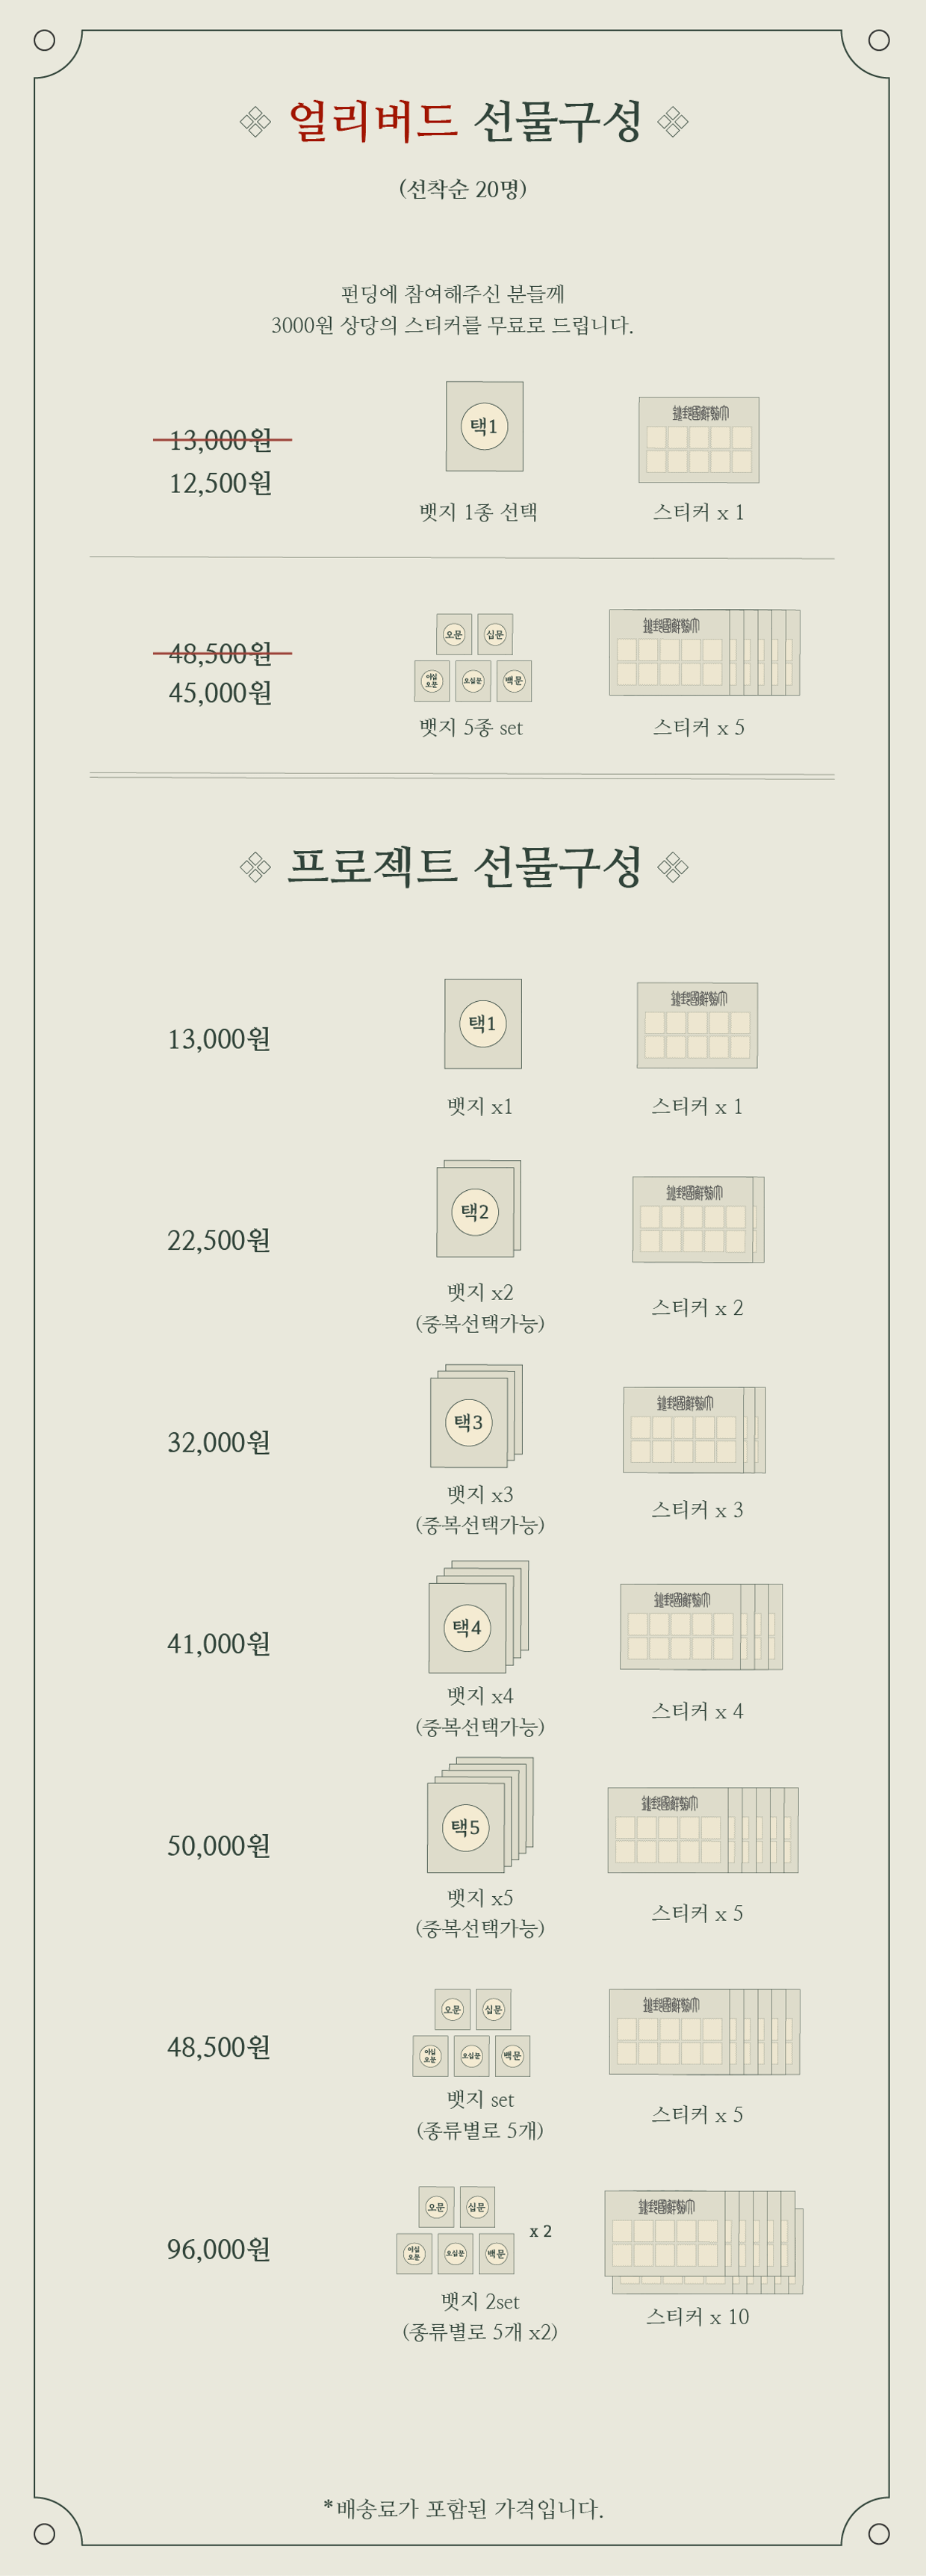 얼리버드 선물구성
(선착순 20명)
펀딩에 참여해주신 분들께
3000원 상당의 스티커를 무료로 드립니다.
택1
13,000원
12,500원
뱃지 1종 선택
스티커 x 1
오문
십문
48,500원
이십
오문
오십문
백문
45,000원
뱃지 5종 set
스티커 x 5
프로젝트 선물구성
택1
13,000원
뱃지 x1
스티커 x 1
택2
22,500원
뱃지 x2
스티커 x 2
(중복선택가능)
택3
32,000원
뱃지 x3
스티커 x 3
(중복선택가능)
택4
41,000원
뱃지 x4
스티커 x 4
(중복선택가능)
택5
50,000원
뱃지 x5
스티커 x 5
(중복선택가능)
오문
십문
48,500원
이십
오문
오십문
백문
뱃지 set
스티커 x 5
(종류별로 5개)
오문
십문
x 2
96,000원
이십
오문
오십문
백문
뱃지 2set
스티커 x 10
(종류별로 5개 x2)
*배송료가 포함된 가격입니다.